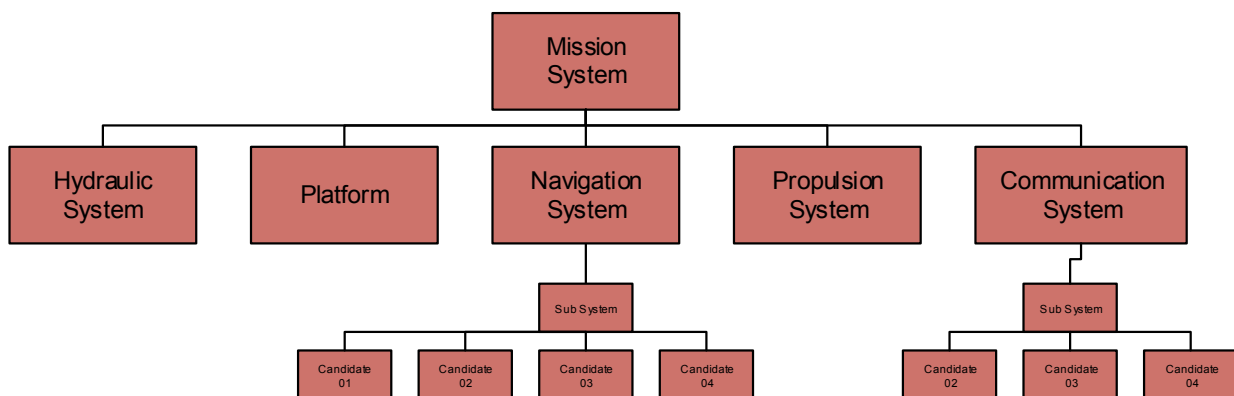 Mission
System
Hydraulic
System
Platform
Navigation
System
Propulsion
System
Communication
System
Sub System
Sub System
Candidate
01
Candidate
02
Candidate
03
Candidate
04
Candidate
02
Candidate
03
Candidate
04